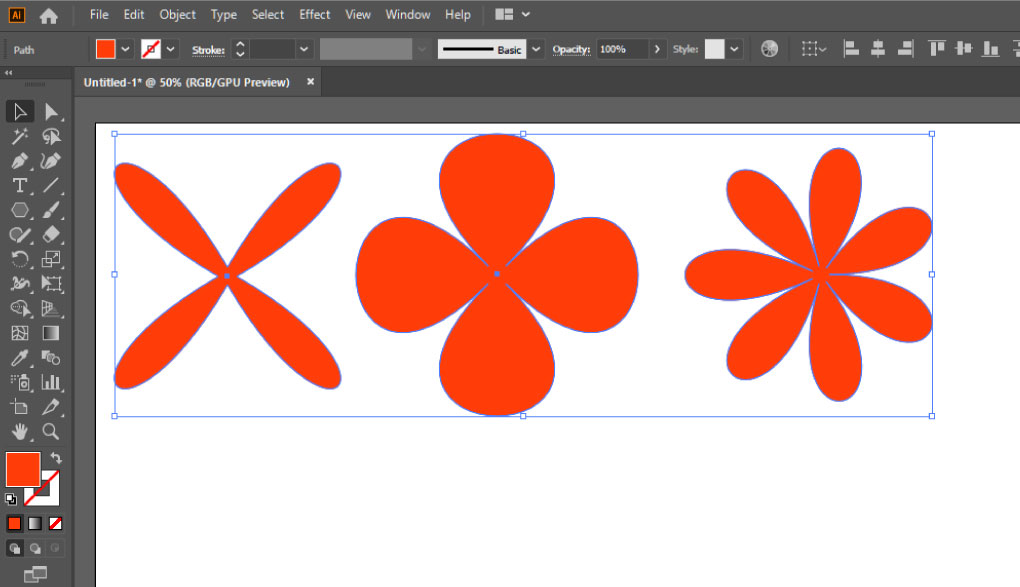 Ai File Edit Object Type Select Effect View Window Help
Path Stroke: Basic Opacity: 100% Style:
Untitled-1* @ 50% (RGB/GPU Preview) ×
T